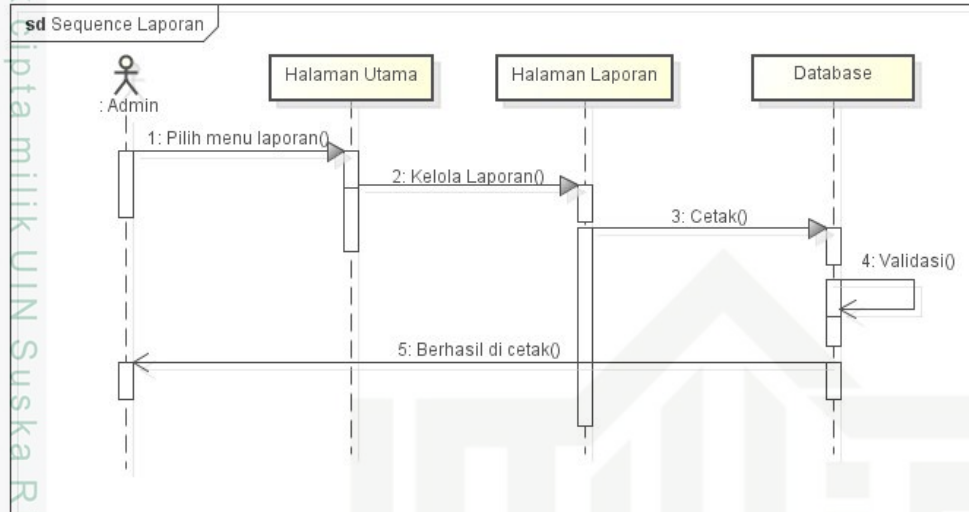 sd Sequence Laporan
: Admin
Halaman Utama
Halaman Laporan
Database
1: Pilih menu laporan()
2: Kelola Laporan()
3: Cetak()
4: Validasi()
5: Berhasil di cetak()
Cipta milik UIN Suska R